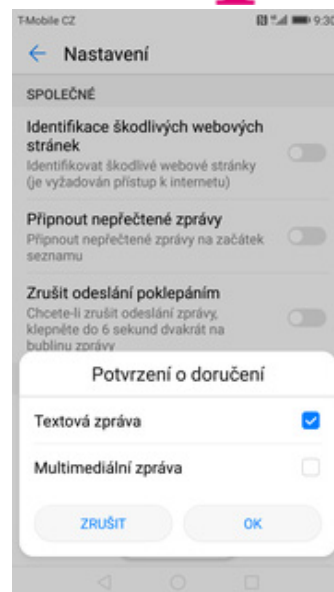 T-Mobile CZ 9:30
Nastavení
SPOLEČNÉ
Identifikace škodlivých webových
stránek
Identifikovat škodlivé webové stránky
(je vyžadován přístup k internetu)
Připnout nepřečtené zprávy
Připnout nepřečtené zprávy na začátek
seznamu
Zrušit odeslání poklepáním
Chcete-li zrušit odeslání zprávy,
klepněte do 6 sekund dvakrát na
bublinu zprávy
Potvrzení o doručení
Textová zpráva
Multimediální zpráva
ZRUŠIT OK